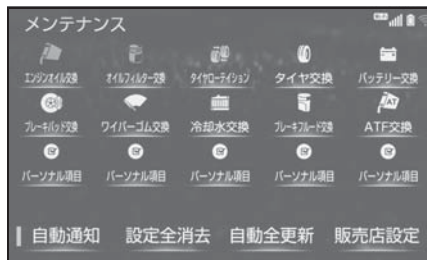 メンテナンス
エンジンオイル交換 オイルフィルター交換 タイヤローテイション タイヤ交換 バッテリー交換
ブレーキパッド交換 ワイパーゴム交換 冷却水交換 ブレーキフルード交換 ATF交換
パーソナル項目 パーソナル項目 パーソナル項目 パーソナル項目 パーソナル項目
自動通知 設定全消去 自動全更新 販売店設定